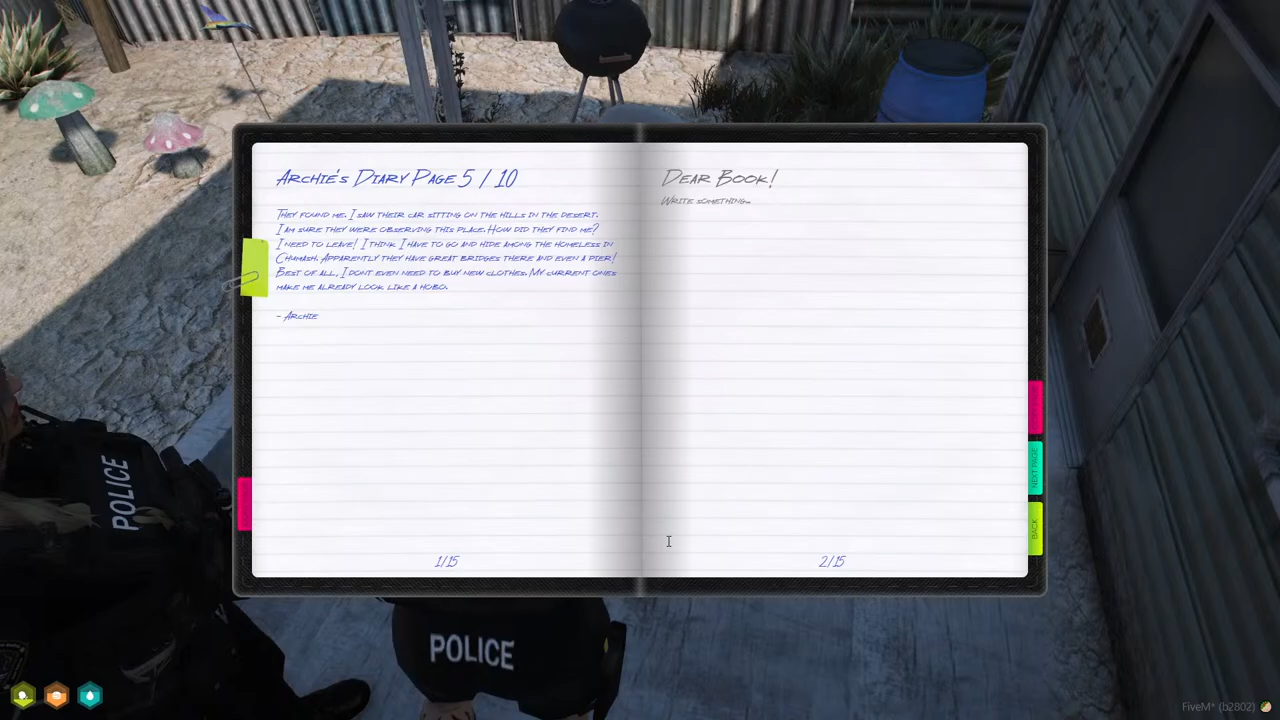 Archie's Diary Page 5 / 10
They found me. I saw their car sitting on the hills in the desert.
I am sure they were observing this place. How did they find me?
I need to leave! I think I have to go and hide among the homeless in
Chumash. Apparently they have great bridges there and even a pier!
Best of all, I dont even need to buy new clothes. My current ones
make me already look like a hobo.
- Archie
1/15
Dear Book!
Write something...
2/15
NEXT PAGE
BACK
POLICE
POLICE
FiveM* (b2802)